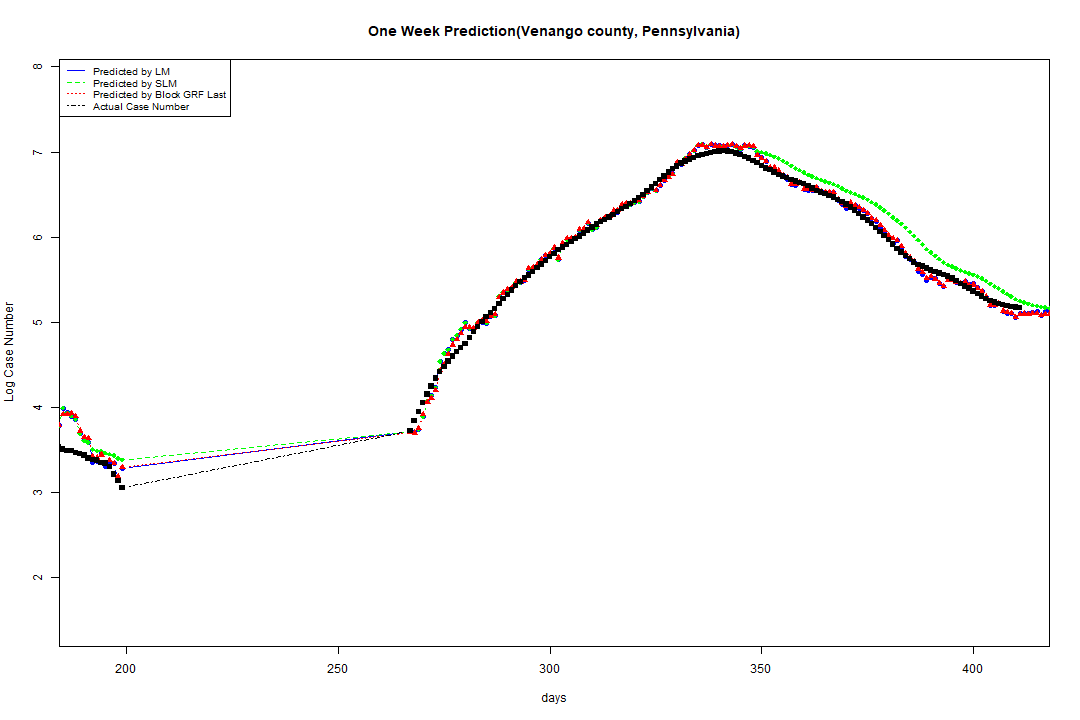 One Week Prediction(Venango county, Pennsylvania)
Predicted by LM
Predicted by SLM
Predicted by Block GRF Last
Actual Case Number
8
7
6
5
4
3
2
Log Case Number
200 250 300 350 400
days